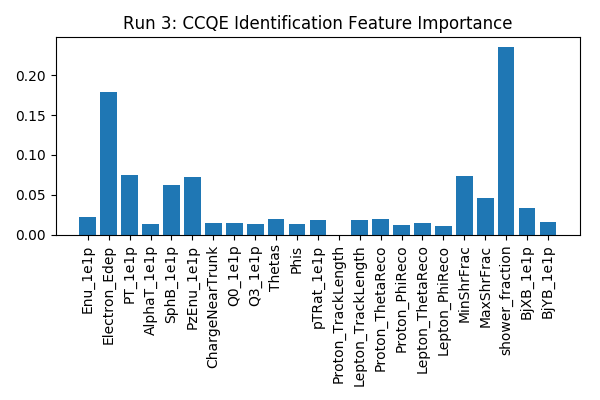 Run 3: CCQE Identification Feature Importance
0.20
0.15
0.10
0.05
0.00
Enu_1e1p
Electron_Edep
PT_1e1p
AlphaT_1e1p
SphB_1e1p
PzEnu_1e1p
ChargeNearTrunk
Q0_1e1p
Q3_1e1p
Thetas
Phis
pTRat_1e1p
Proton_TrackLength
Lepton_TrackLength
Proton_ThetaReco
Proton_PhiReco
Lepton_ThetaReco
Lepton_PhiReco
MinShrFrac
MaxShrFrac
shower_fraction
BjXB_1e1p
BjYB_1e1p